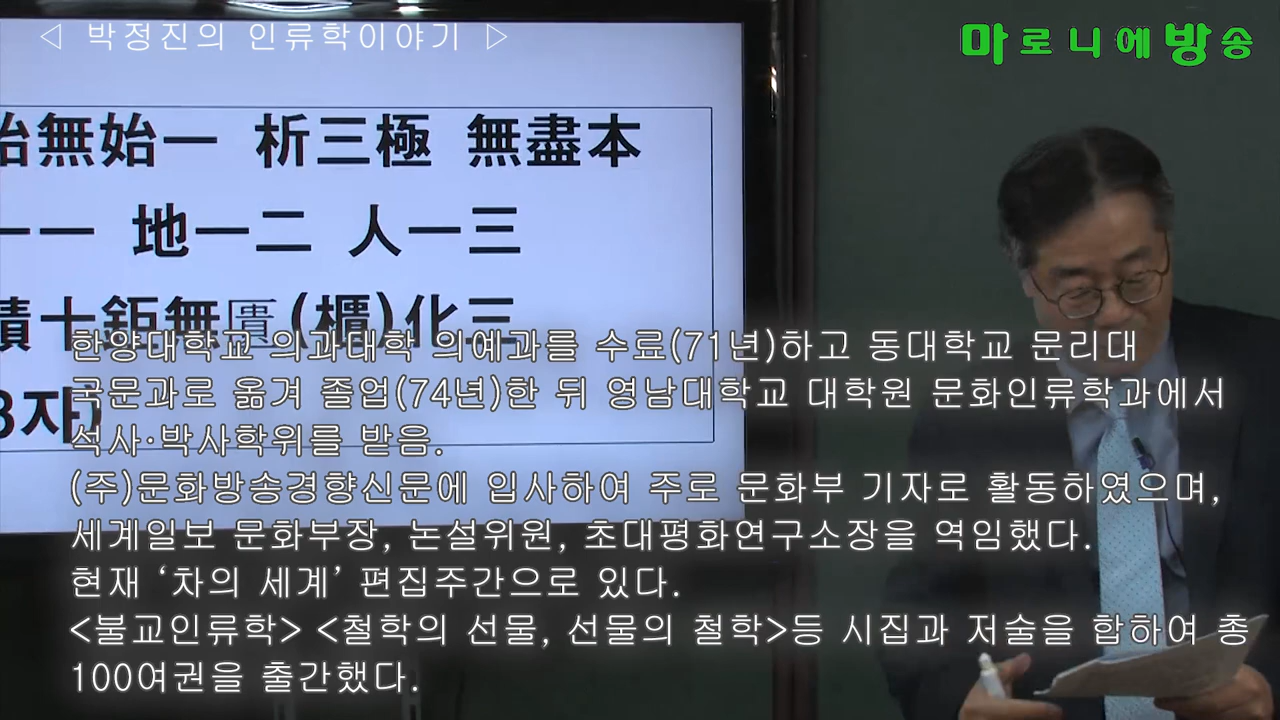 ◁ 박정진의 인류학이야기 ▷
마로니에방송
始無始一 析三極 無盡本
一一 地一二 人一三
積十鉅無匱(櫃)化三
3자)
한양대학교 의과대학 의예과를 수료(71년)하고 동대학교 문리대
국문과로 옮겨 졸업(74년)한 뒤 영남대학교 대학원 문화인류학과에서
석사·박사학위를 받음.
(주)문화방송경향신문에 입사하여 주로 문화부 기자로 활동하였으며,
세계일보 문화부장, 논설위원, 초대평화연구소장을 역임했다.
현재 ‘차의 세계’ 편집주간으로 있다.
<불교인류학> <철학의 선물, 선물의 철학>등 시집과 저술을 합하여 총
100여권을 출간했다.